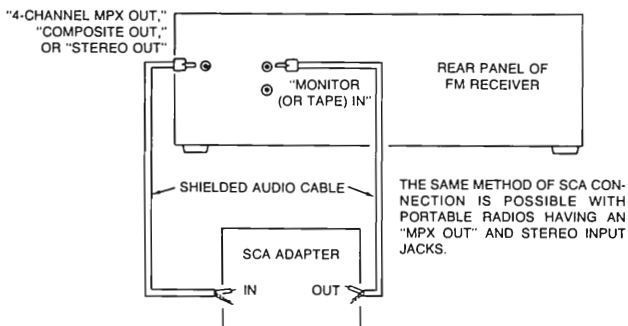 "4-CHANNEL MPX OUT,"
"COMPOSITE OUT,"
OR "STEREO OUT"
"MONITOR
(OR TAPE) IN"
REAR PANEL OF
FM RECEIVER
SHIELDED AUDIO CABLE
THE SAME METHOD OF SCA CON-
NECTION IS POSSIBLE WITH
PORTABLE RADIOS HAVING AN
"MPX OUT" AND STEREO INPUT
JACKS.
SCA ADAPTER
IN
OUT